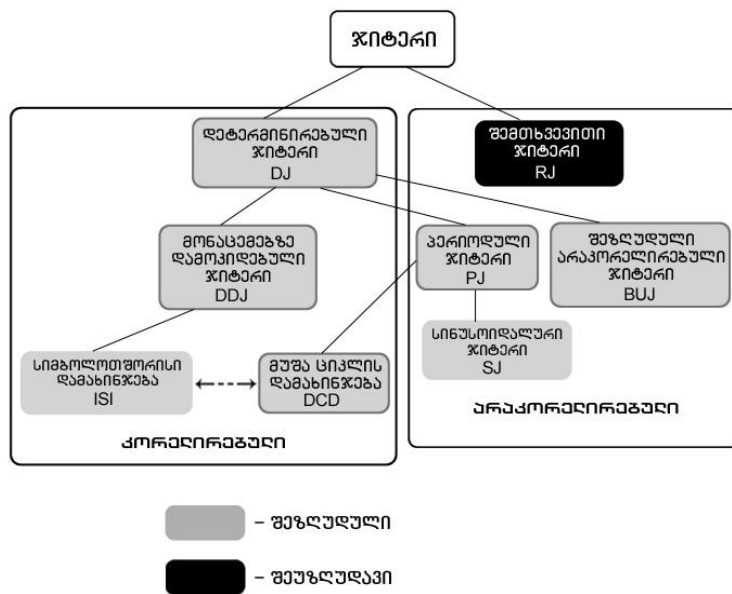 ჯიტერი
დეტერმინირებული
ჯიტერი
DJ
შემთხვევითი
ჯიტერი
RJ
მონაცემებზე
დამოკიდებული
ჯიტერი
DDJ
პერიოდული
ჯიტერი
PJ
შეზღუდული
არაკორელირებული
ჯიტერი
BUJ
სიმბოლოთშორისი
დამახინჯება
ISI
მუშა ციკლის
დამახინჯება
DCD
სინუსოიდალური
ჯიტერი
SJ
კორელირებული
არაკორელირებული
– შეზღუდული
– შეუზღუდავი